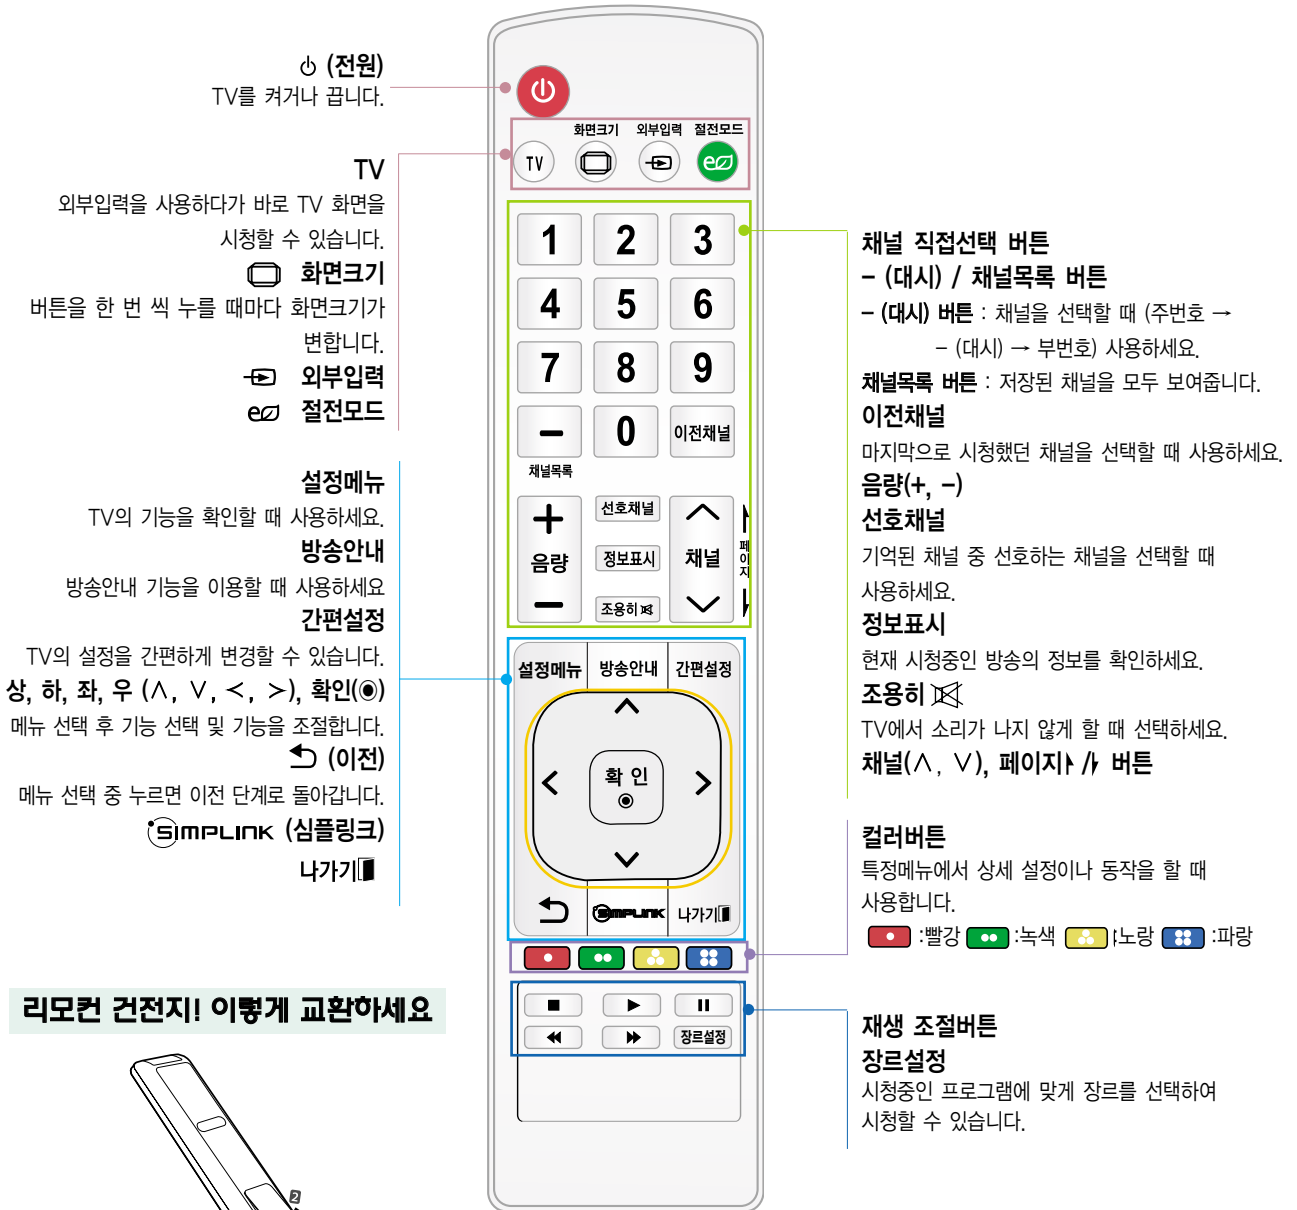 (전원)
TV를 켜거나 끕니다.
TV
외부입력을 사용하다가 바로 TV 화면을
시청할 수 있습니다.
화면크기
버튼을 한 번 씩 누를 때마다 화면크기가
변합니다.
외부입력
절전모드
설정메뉴
TV의 기능을 확인할 때 사용하세요.
방송안내
방송안내 기능을 이용할 때 사용하세요
간편설정
TV의 설정을 간편하게 변경할 수 있습니다.
상, 하, 좌, 우 (∧, ∨, <, >), 확인(◉)
메뉴 선택 후 기능 선택 및 기능을 조절합니다.
(이전)
메뉴 선택 중 누르면 이전 단계로 돌아갑니다.
SIMPLINK (심플링크)
나가기
리모컨 건전지! 이렇게 교환하세요
2
화면크기 외부입력 절전모드
TV e
1 2 3
4 5 6
7 8 9
– 0 이전채널
채널목록
+ 선호채널 ∧
음량 정보표시 채널 페이지
– 조용히 ∨
설정메뉴 방송안내 간편설정
확인
◉
SIMPLINK 나가기
장르설정
채널 직접선택 버튼
– (대시) / 채널목록 버튼
– (대시) 버튼 : 채널을 선택할 때 (주번호 →
– (대시) → 부번호) 사용하세요.
채널목록 버튼 : 저장된 채널을 모두 보여줍니다.
이전채널
마지막으로 시청했던 채널을 선택할 때 사용하세요.
음량(+, –)
선호채널
기억된 채널 중 선호하는 채널을 선택할 때
사용하세요.
정보표시
현재 시청중인 방송의 정보를 확인하세요.
조용히
TV에서 소리가 나지 않게 할 때 선택하세요.
채널(∧, ∨), 페이지 / 버튼
컬러버튼
특정메뉴에서 상세 설정이나 동작을 할 때
사용합니다.
:빨강 :녹색 :노랑 :파랑
재생 조절버튼
장르설정
시청중인 프로그램에 맞게 장르를 선택하여
시청할 수 있습니다.